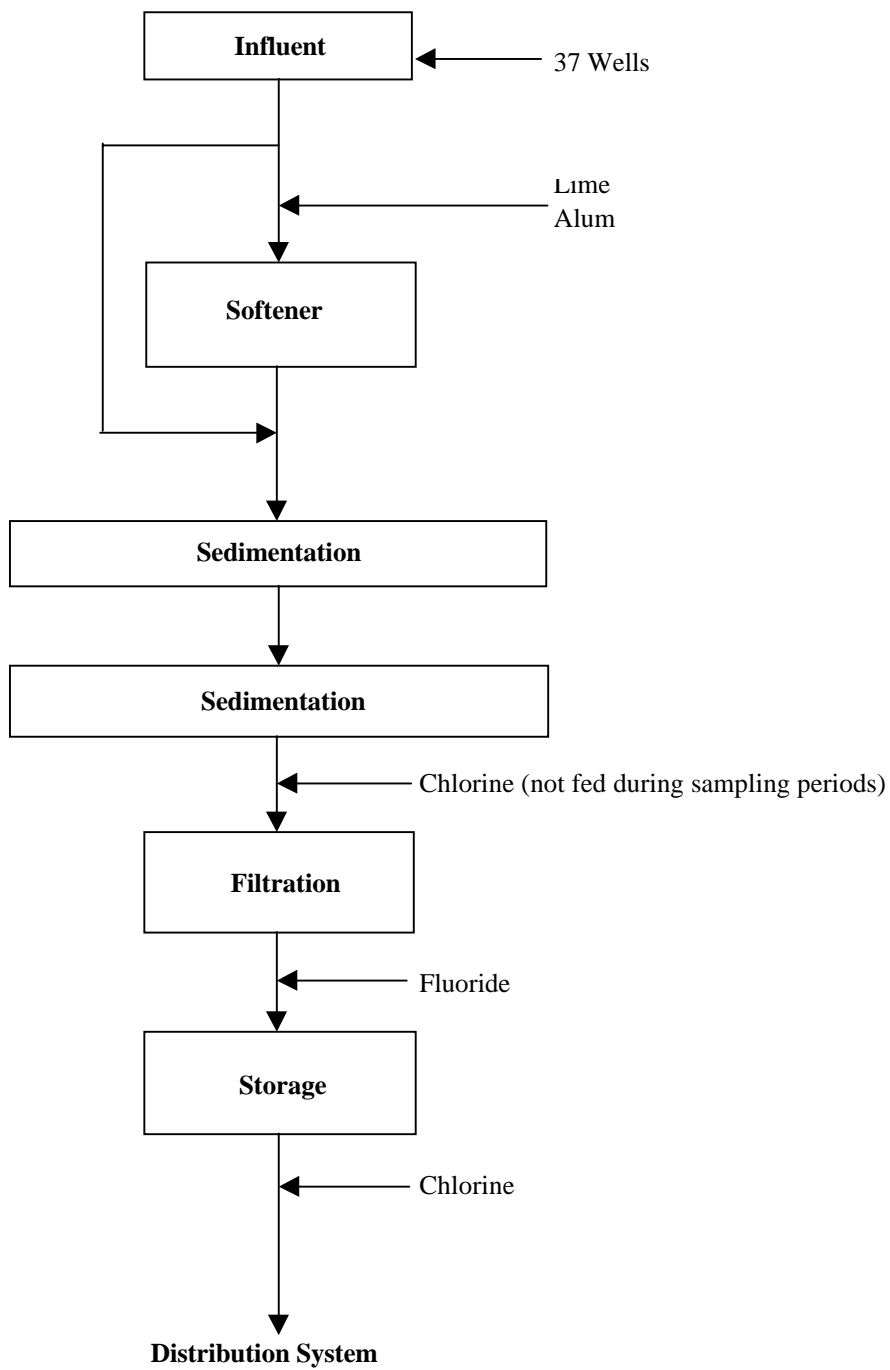 Influent
37 Wells
Lime
Alum
Softener
Sedimentation
Sedimentation
Chlorine (not fed during sampling periods)
Filtration
Fluoride
Storage
Chlorine
Distribution System